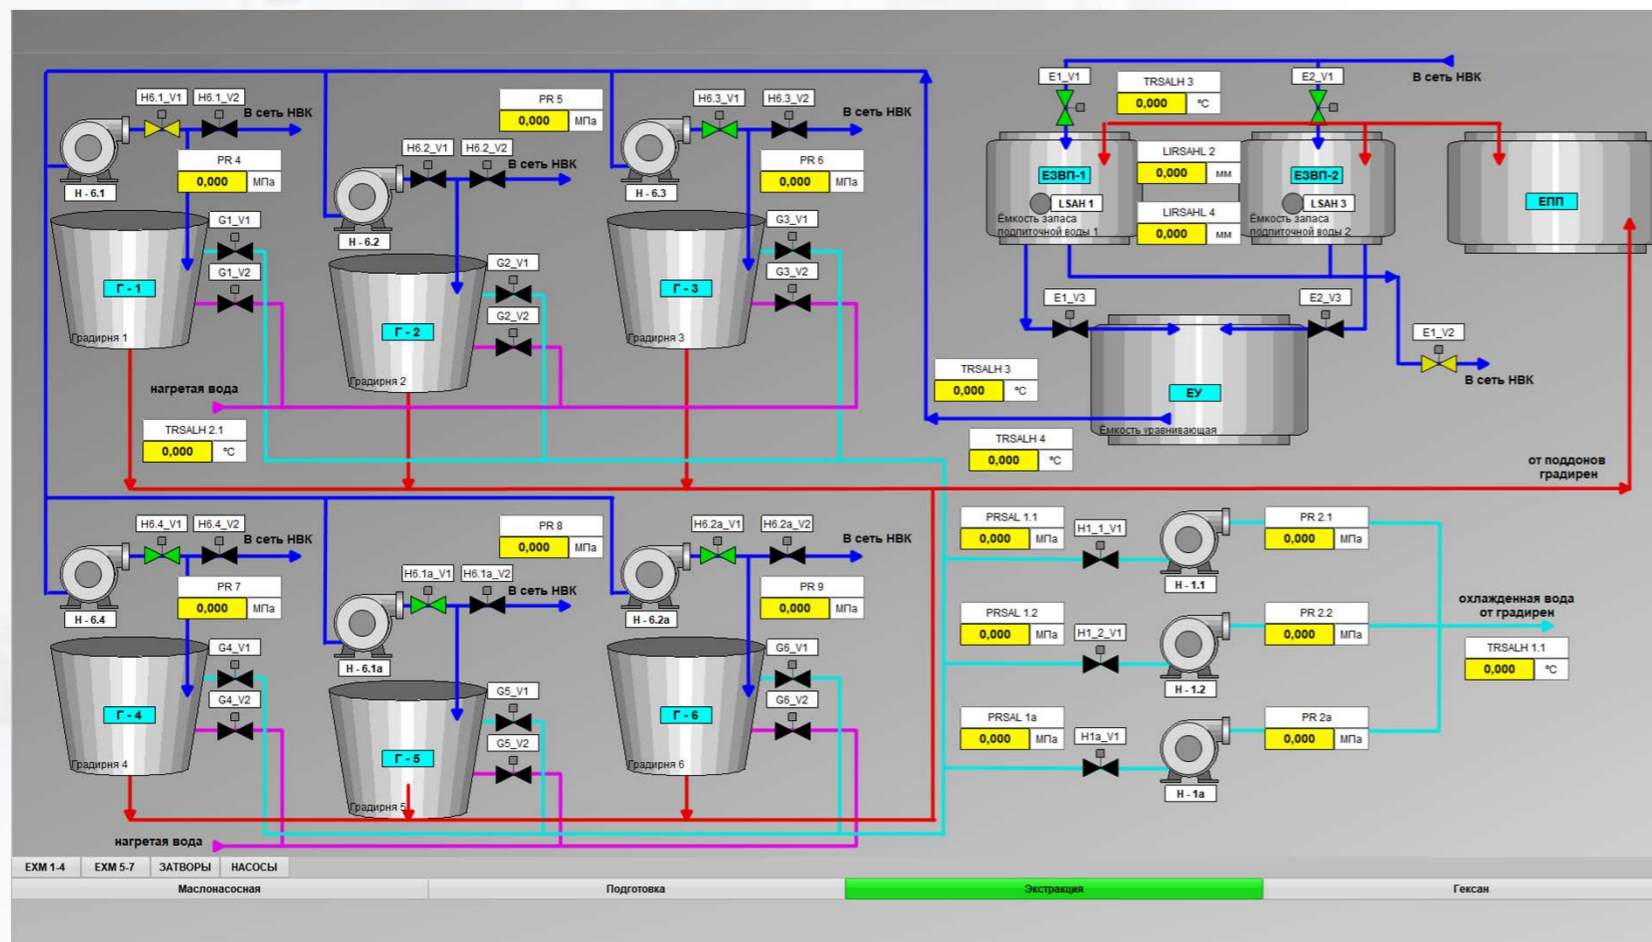 E1_V1
TRSALH 3
E2_V1
В сеть НВК
0,000 ºC
H6.1_V1 H6.1_V2
В сеть НВК
PR 5
0,000 МПа
H6.3_V1 H6.3_V2
В сеть НВК
PR 4
0,000 МПа
H6.2_V1 H6.2_V2
В сеть НВК
PR 6
0,000 МПа
LIRSAHL 2
0,000 мм
ЕЗВП-1
ЕЗВП-2
Н - 6.1
Н - 6.3
LSAH 1
LSAH 3
ЕПП
LIRSAHL 4
0,000 мм
Ёмкость запаса
подпиточной воды 1
Ёмкость запаса
подпиточной воды 2
G1_V1
Н - 6.2
G3_V1
G1_V2
G2_V1
G3_V2
Г - 1
Г - 3
E1_V3
E2_V3
G2_V2
Г - 2
Градирня 1
Градирня 3
E1_V2
Градирня 2
TRSALH 3
0,000 ºC
В сеть НВК
нагретая вода
ЕУ
TRSALH 2.1
0,000 ºC
Ёмкость уравнивающая
TRSALH 4
0,000 ºC
от поддонов
градирен
H6.4_V1 H6.4_V2
В сеть НВК
PR 8
0,000 МПа
H6.2a_V1 H6.2a_V2
В сеть НВК
PRSAL 1.1
0,000 МПа
H1_1_V1
PR 2.1
0,000 МПа
PR 7
0,000 МПа
H6.1a_V1 H6.1a_V2
В сеть НВК
PR 9
0,000 МПа
Н - 1.1
Н - 6.4
Н - 6.2а
охлажденная вода
от градирен
PRSAL 1.2
0,000 МПа
H1_2_V1
PR 2.2
0,000 МПа
G4_V1
Н - 6.1а
G6_V1
TRSALH 1.1
0,000 ºC
G4_V2
G5_V1
G6_V2
Н - 1.2
Г - 4
Г - 6
PRSAL 1a
0,000 МПа
H1a_V1
PR 2a
0,000 МПа
G5_V2
Г - 5
Градирня 4
Градирня 6
Н - 1а
Градирня 5
нагретая вода
EXM 1-4 EXM 5-7 ЗАТВОРЫ НАСОСЫ
Маслонасосная Подготовка Экстракция Гексан